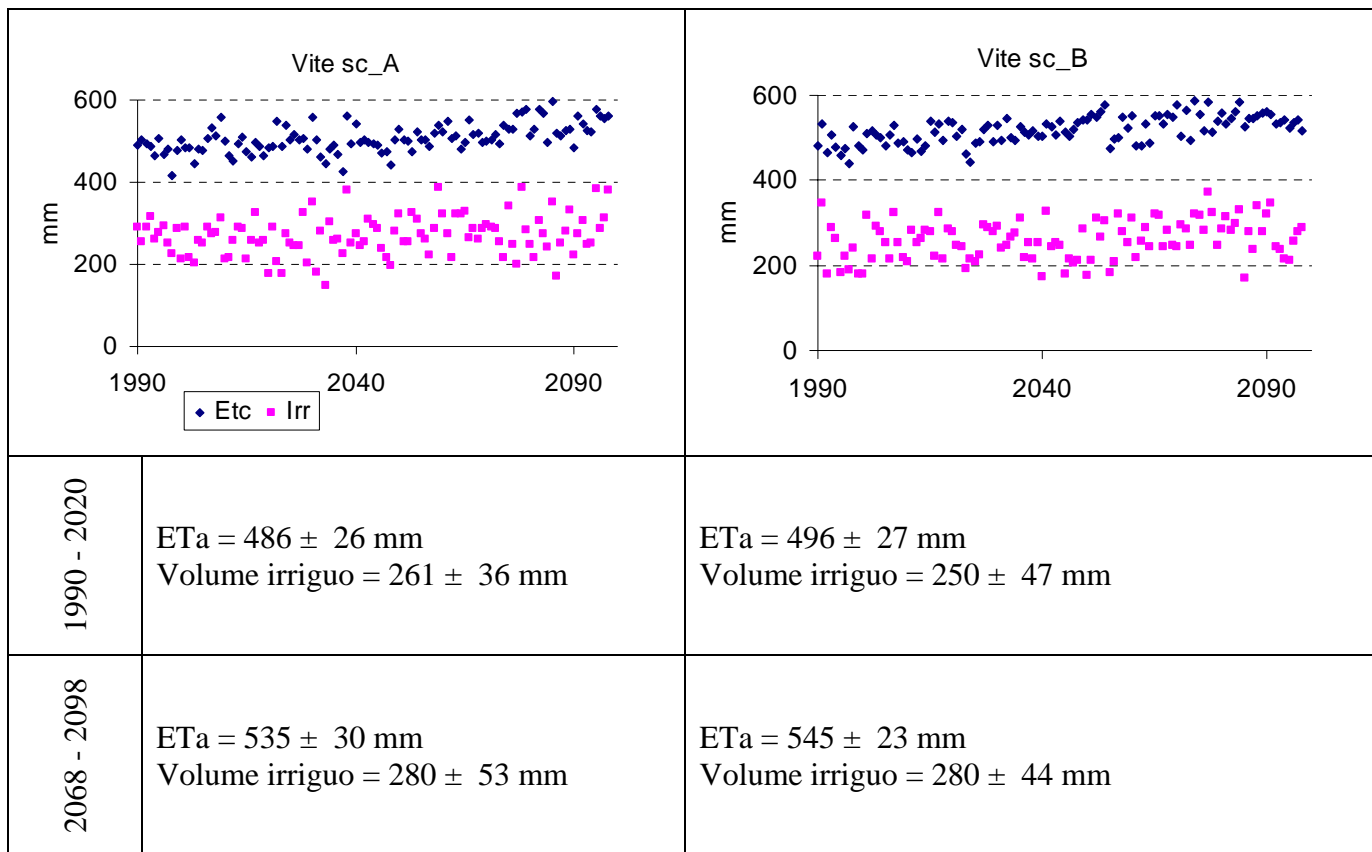 Vite sc_A
600
400
200
0
mm
1990
2040
2090
Etc Irr
Vite sc_B
600
400
200
0
mm
1990
2040
2090
1990 - 2020
ETa = 486 ± 26 mm
Volume irriguo = 261 ± 36 mm
ETa = 496 ± 27 mm
Volume irriguo = 250 ± 47 mm
2068 - 2098
ETa = 535 ± 30 mm
Volume irriguo = 280 ± 53 mm
ETa = 545 ± 23 mm
Volume irriguo = 280 ± 44 mm